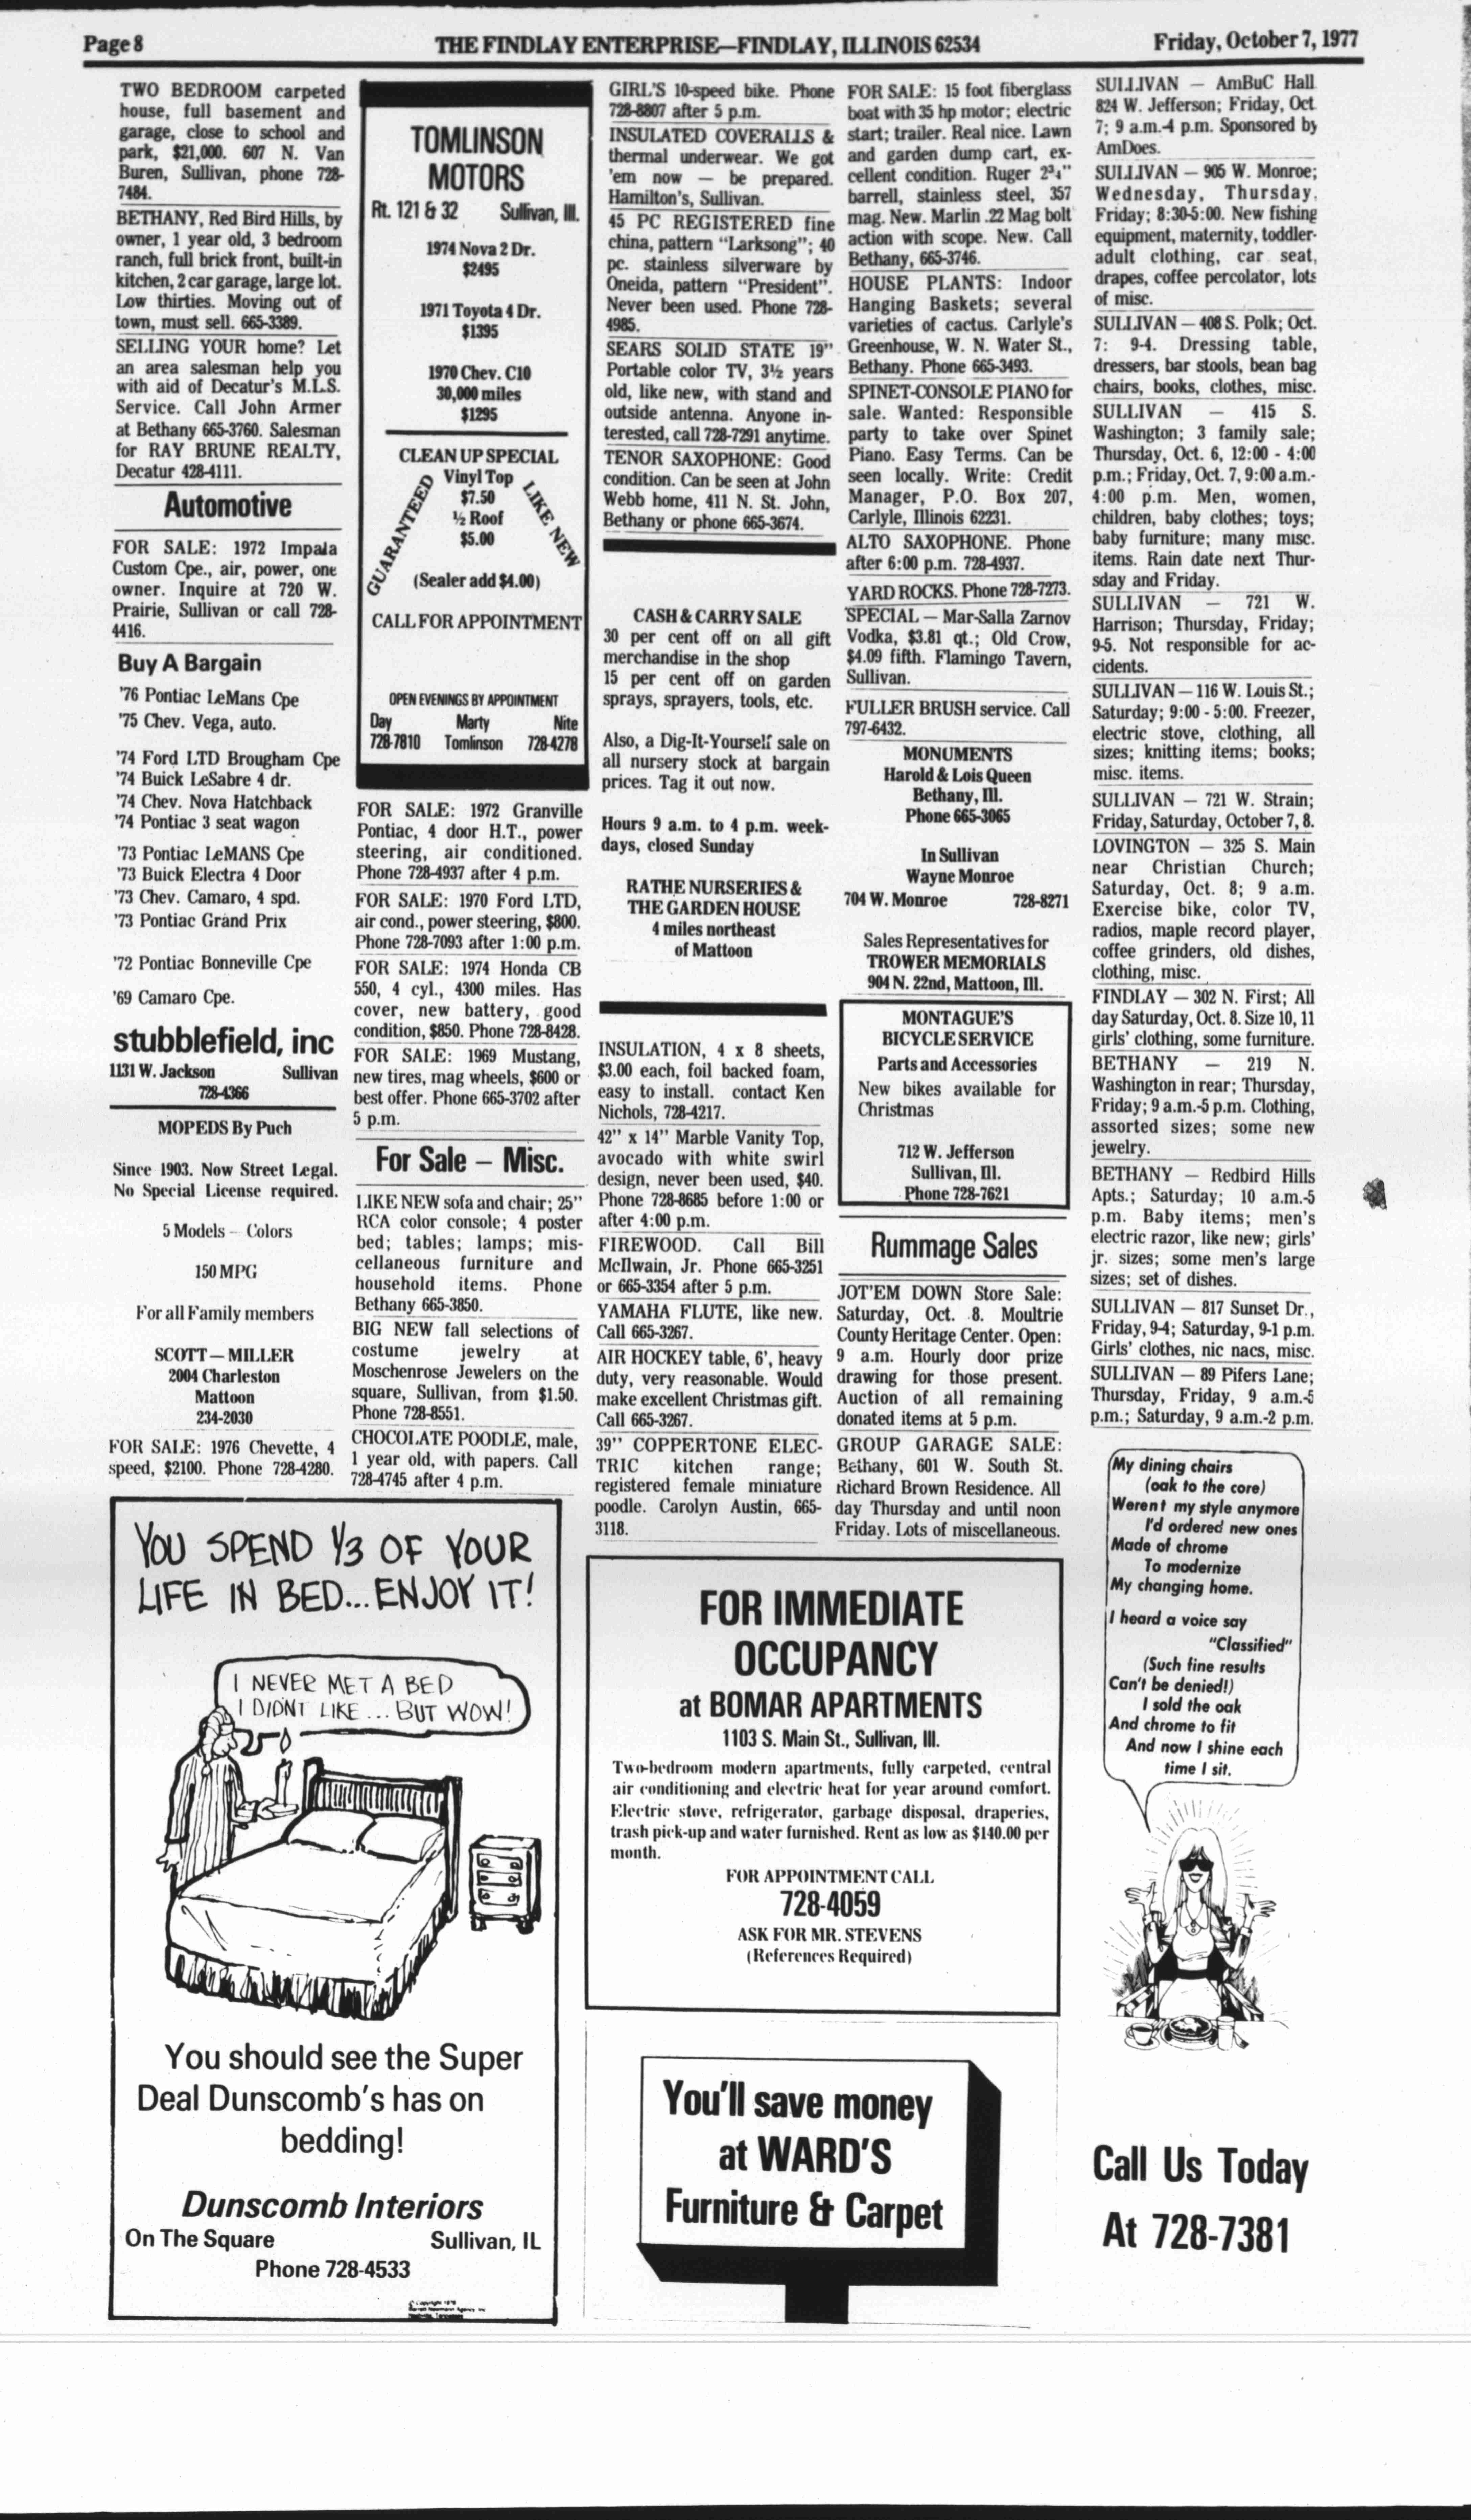 Page 8
THE FINDLAY ENTERPRISE—FINDLAY, ILLINOIS 62534
Friday, October 7, 1977
TWO BEDROOM carpeted
house, full basement and
garage, close to school and
park, $21,000. 607 N. Van
Buren, Sullivan, phone 728-
7484.
BETHANY, Red Bird Hills, by
owner, 1 year old, 3 bedroom
ranch, full brick front, built-in
kitchen, 2 car garage, large lot.
Low thirties. Moving out of
town, must sell. 665-3389.
SELLING YOUR home? Let
an area salesman help you
with aid of Decatur's M.L.S.
Service. Call John Armer
at Bethany 665-3760. Salesman
for RAY BRUNE REALTY,
Decatur 428-4111.
Automotive
FOR SALE: 1972 Impala
Custom Cpe., air, power, one
owner. Inquire at 720 W.
Prairie, Sullivan or call 728-
4416.
Buy A Bargain
'76 Pontiac LeMans Cpe
'75 Chev. Vega, auto.
'74 Ford LTD Brougham Cpe
'74 Buick LeSabre 4 dr.
'74 Chev. Nova Hatchback
'74 Pontiac 3 seat wagon
'73 Pontiac LeMANS Cpe
'73 Buick Electra 4 Door
'73 Chev. Camaro, 4 spd.
'73 Pontiac Grand Prix
'72 Pontiac Bonneville Cpe
'69 Camaro Cpe.
stubblefield, inc
1131 W. Jackson Sullivan
728-4366
MOPEDS By Puch
Since 1903. Now Street Legal.
No Special License required.
5 Models — Colors
150 MPG
For all Family members
SCOTT — MILLER
2004 Charleston
Mattoon
234-2030
FOR SALE: 1976 Chevette, 4
speed, $2100. Phone 728-4280.
TOMLINSON
MOTORS
Rt. 121 & 32 Sullivan, Ill.
1974 Nova 2 Dr.
$2495
1971 Toyota 4 Dr.
$1395
1970 Chev. C10
30,000 miles
$1295
CLEAN UP SPECIAL
GUARANTEED
Vinyl Top
$7.50
½ Roof
$5.00
LIKE NEW
(Sealer add $4.00)
CALL FOR APPOINTMENT
OPEN EVENINGS BY APPOINTMENT
Day Marty Nite
728-7810 Tomlinson 728-4278
FOR SALE: 1972 Granville
Pontiac, 4 door H.T., power
steering, air conditioned.
Phone 728-4937 after 4 p.m.
FOR SALE: 1970 Ford LTD,
air cond., power steering, $800.
Phone 728-7093 after 1:00 p.m.
FOR SALE: 1974 Honda CB
550, 4 cyl., 4300 miles. Has
cover, new battery, good
condition, $850. Phone 728-8428.
FOR SALE: 1969 Mustang,
new tires, mag wheels, $600 or
best offer. Phone 665-3702 after
5 p.m.
For Sale – Misc.
LIKE NEW sofa and chair; 25"
RCA color console; 4 poster
bed; tables; lamps; mis-
cellaneous furniture and
household items. Phone
Bethany 665-3850.
BIG NEW fall selections of
costume jewelry at
Moschenrose Jewelers on the
square, Sullivan, from $1.50.
Phone 728-8551.
CHOCOLATE POODLE, male,
1 year old, with papers. Call
728-4745 after 4 p.m.
YOU SPEND 1/3 OF YOUR
LIFE IN BED...ENJOY IT!
I NEVER MET A BED
I DIDNT LIKE... BUT WOW!
You should see the Super
Deal Dunscomb's has on
bedding!
Dunscomb Interiors
On The Square Sullivan, IL
Phone 728-4533
GIRL'S 10-speed bike. Phone
728-8807 after 5 p.m.
INSULATED COVERALLS &
thermal underwear. We got
'em now — be prepared.
Hamilton's, Sullivan.
45 PC REGISTERED fine
china, pattern "Larksong"; 40
pc. stainless silverware by
Oneida, pattern "President".
Never been used. Phone 728-
4985.
SEARS SOLID STATE 19"
Portable color TV, 3½ years
old, like new, with stand and
outside antenna. Anyone in-
terested, call 728-7291 anytime.
TENOR SAXOPHONE: Good
condition. Can be seen at John
Webb home, 411 N. St. John,
Bethany or phone 665-3674.
CASH & CARRY SALE
30 per cent off on all gift
merchandise in the shop
15 per cent off on garden
sprays, sprayers, tools, etc.
Also, a Dig-It-Yourself sale on
all nursery stock at bargain
prices. Tag it out now.
Hours 9 a.m. to 4 p.m. week-
days, closed Sunday
RATHE NURSERIES &
THE GARDEN HOUSE
4 miles northeast
of Mattoon
INSULATION, 4 x 8 sheets,
$3.00 each, foil backed foam,
easy to install. contact Ken
Nichols, 728-4217.
42" x 14" Marble Vanity Top,
avocado with white swirl
design, never been used, $40.
Phone 728-8685 before 1:00 or
after 4:00 p.m.
FIREWOOD. Call Bill
McIlwain, Jr. Phone 665-3251
or 665-3354 after 5 p.m.
YAMAHA FLUTE, like new.
Call 665-3267.
AIR HOCKEY table, 6', heavy
duty, very reasonable. Would
make excellent Christmas gift.
Call 665-3267.
39" COPPERTONE ELEC-
TRIC kitchen range;
registered female miniature
poodle. Carolyn Austin, 665-
3118.
FOR SALE: 15 foot fiberglass
boat with 35 hp motor; electric
start; trailer. Real nice. Lawn
and garden dump cart, ex-
cellent condition. Ruger 2¾"
barrell, stainless steel, 357
mag. New. Marlin .22 Mag bolt
action with scope. New. Call
Bethany, 665-3746.
HOUSE PLANTS: Indoor
Hanging Baskets; several
varieties of cactus. Carlyle's
Greenhouse, W. N. Water St.,
Bethany. Phone 665-3493.
SPINET-CONSOLE PIANO for
sale. Wanted: Responsible
party to take over Spinet
Piano. Easy Terms. Can be
seen locally. Write: Credit
Manager, P.O. Box 207,
Carlyle, Illinois 62231.
ALTO SAXOPHONE. Phone
after 6:00 p.m. 728-4937.
YARD ROCKS. Phone 728-7273.
SPECIAL — Mar-Salla Zarnov
Vodka, $3.81 qt.; Old Crow,
$4.09 fifth. Flamingo Tavern,
Sullivan.
FULLER BRUSH service. Call
797-6432.
MONUMENTS
Harold & Lois Queen
Bethany, Ill.
Phone 665-3065
In Sullivan
Wayne Monroe
704 W. Monroe 728-8271
Sales Representatives for
TROWER MEMORIALS
904 N. 22nd, Mattoon, Ill.
MONTAGUE'S
BICYCLE SERVICE
Parts and Accessories
New bikes available for
Christmas
712 W. Jefferson
Sullivan, Ill.
Phone 728-7621
Rummage Sales
JOT'EM DOWN Store Sale:
Saturday, Oct. 8. Moultrie
County Heritage Center. Open:
9 a.m. Hourly door prize
drawing for those present.
Auction of all remaining
donated items at 5 p.m.
GROUP GARAGE SALE:
Bethany, 601 W. South St.
Richard Brown Residence. All
day Thursday and until noon
Friday. Lots of miscellaneous.
FOR IMMEDIATE
OCCUPANCY
at BOMAR APARTMENTS
1103 S. Main St., Sullivan, Ill.
Two-bedroom modern apartments, fully carpeted, central
air conditioning and electric heat for year around comfort.
Electric stove, refrigerator, garbage disposal, draperies,
trash pick-up and water furnished. Rent as low as $140.00 per
month.
FOR APPOINTMENT CALL
728-4059
ASK FOR MR. STEVENS
(References Required)
You'll save money
at WARD'S
Furniture & Carpet
SULLIVAN — AmBuC Hall
824 W. Jefferson; Friday, Oct.
7; 9 a.m.-4 p.m. Sponsored by
AmDoes.
SULLIVAN — 905 W. Monroe;
Wednesday, Thursday,
Friday; 8:30-5:00. New fishing
equipment, maternity, toddler-
adult clothing, car seat,
drapes, coffee percolator, lots
of misc.
SULLIVAN — 408 S. Polk; Oct.
7: 9-4. Dressing table,
dressers, bar stools, bean bag
chairs, books, clothes, misc.
SULLIVAN — 415 S.
Washington; 3 family sale;
Thursday, Oct. 6, 12:00 - 4:00
p.m.; Friday, Oct. 7, 9:00 a.m.-
4:00 p.m. Men, women,
children, baby clothes; toys;
baby furniture; many misc.
items. Rain date next Thur-
sday and Friday.
SULLIVAN — 721 W.
Harrison; Thursday, Friday;
9-5. Not responsible for ac-
cidents.
SULLIVAN — 116 W. Louis St.;
Saturday; 9:00 - 5:00. Freezer,
electric stove, clothing, all
sizes; knitting items; books;
misc. items.
SULLIVAN — 721 W. Strain;
Friday, Saturday, October 7, 8.
LOVINGTON — 325 S. Main
near Christian Church;
Saturday, Oct. 8; 9 a.m.
Exercise bike, color TV,
radios, maple record player,
coffee grinders, old dishes,
clothing, misc.
FINDLAY — 302 N. First; All
day Saturday, Oct. 8. Size 10, 11
girls' clothing, some furniture.
BETHANY — 219 N.
Washington in rear; Thursday,
Friday; 9 a.m.-5 p.m. Clothing,
assorted sizes; some new
jewelry.
BETHANY — Redbird Hills
Apts.; Saturday; 10 a.m.-5
p.m. Baby items; men's
electric razor, like new; girls'
jr. sizes; some men's large
sizes; set of dishes.
SULLIVAN — 817 Sunset Dr.,
Friday, 9-4; Saturday, 9-1 p.m.
Girls' clothes, nic nacs, misc.
SULLIVAN — 89 Pifers Lane;
Thursday, Friday, 9 a.m.-5
p.m.; Saturday, 9 a.m.-2 p.m.
My dining chairs
(oak to the core)
Werent my style anymore
I'd ordered new ones
Made of chrome
To modernize
My changing home.
I heard a voice say
"Classified"
(Such fine results
Can't be denied!)
I sold the oak
And chrome to fit
And now I shine each
time I sit.
Call Us Today
At 728-7381